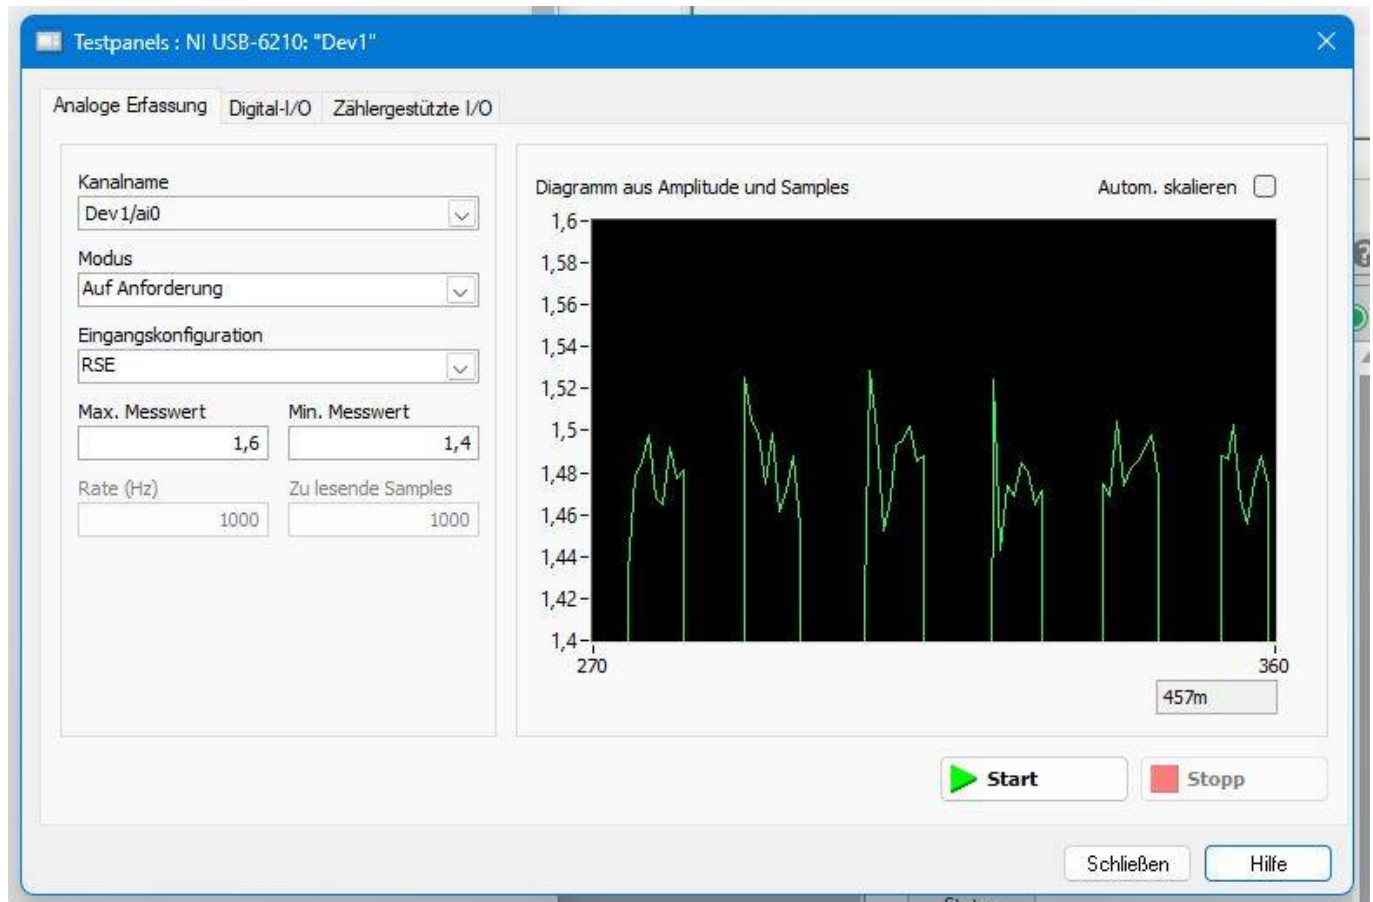 Testpanels : NI USB-6210: "Dev1"
Analoge Erfassung Digital-I/O Zählergestützte I/O
Kanalname
Dev1/ai0
Modus
Auf Anforderung
Eingangskonfiguration
RSE
Max. Messwert Min. Messwert
1,6 1,4
Rate (Hz) Zu lesende Samples
1000 1000
Diagramm aus Amplitude und Samples Autom. skalieren
1,6
1,58
1,56
1,54
1,52
1,5
1,48
1,46
1,44
1,42
1,4
270 360
457m
Start Stopp
Schließen Hilfe